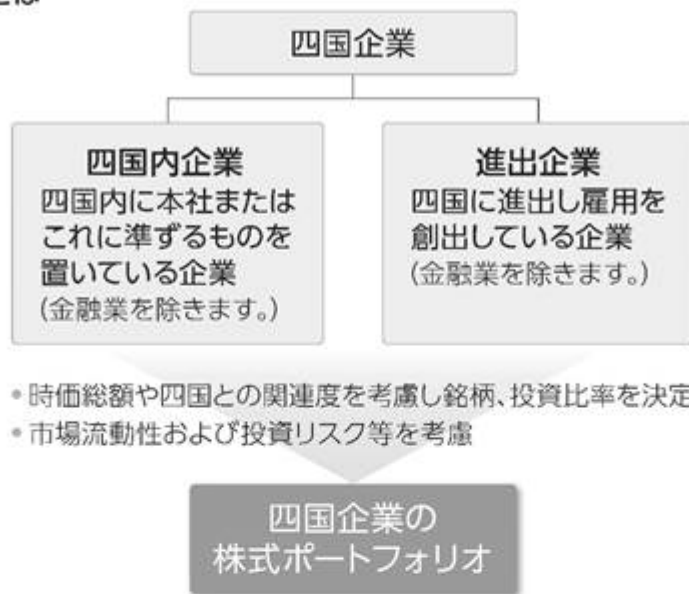 とは
四国企業
四国内企業
四国内に本社または
これに準ずるものを
置いている企業
(金融業を除きます。)
進出企業
四国に進出し雇用を
創出している企業
(金融業を除きます。)
• 時価総額や四国との関連度を考慮し銘柄、投資比率を決定
• 市場流動性および投資リスク等を考慮
四国企業の
株式ポートフォリオ